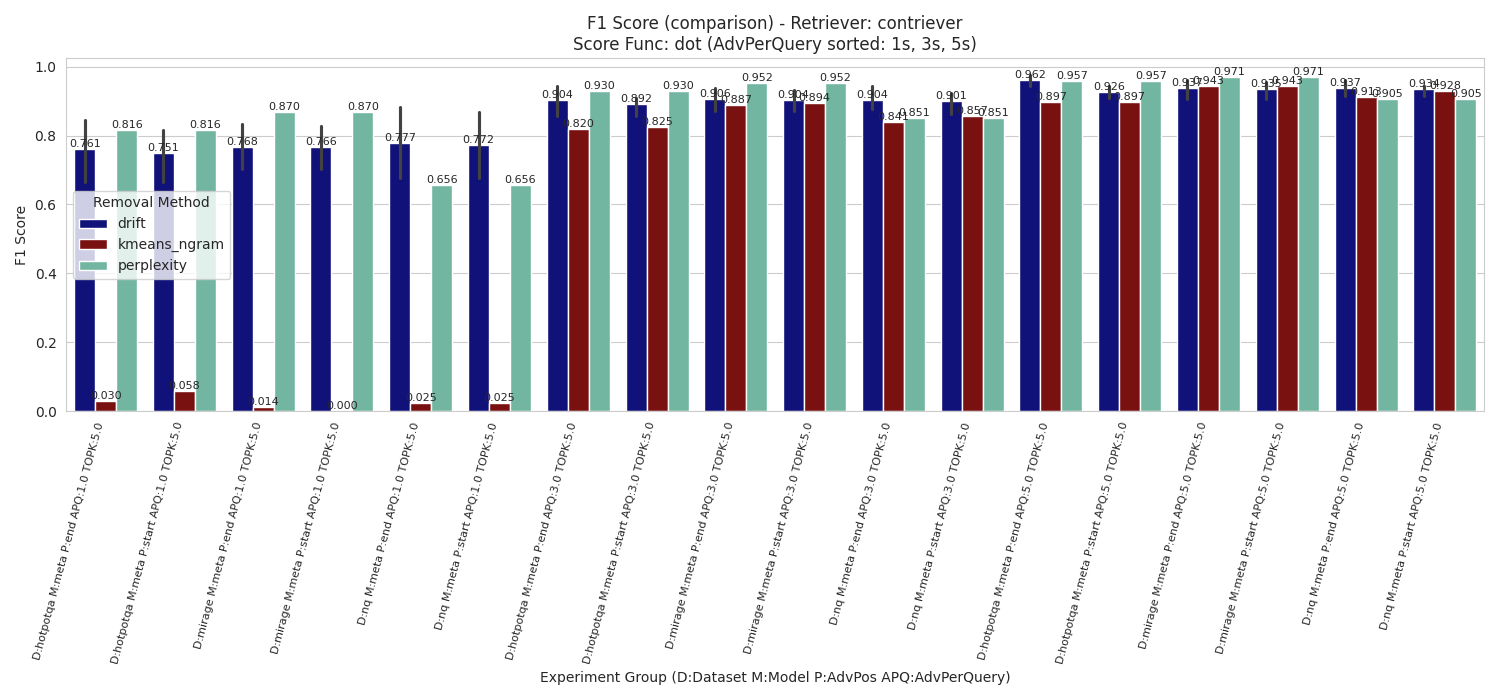 F1 Score (comparison) - Retriever: contriever
Score Func: dot (AdvPerQuery sorted: 1s, 3s, 5s)
F1 Score
1.0
0.8
0.6
0.4
0.2
0.0
Removal Method
drift
kmeans_ngram
perplexity
0.761 0.030 0.816
0.751 0.058 0.816
0.768 0.014 0.870
0.766 0.000 0.870
0.777 0.025 0.656
0.772 0.025 0.656
0.904 0.820 0.930
0.892 0.825 0.930
0.906 0.887 0.952
0.904 0.894 0.952
0.904 0.841 0.851
0.901 0.857 0.851
0.962 0.897 0.957
0.926 0.897 0.957
0.937 0.943 0.971
0.935 0.943 0.971
0.937 0.913 0.905
0.934 0.928 0.905
D:hotpotqa M:meta P:end APQ:1.0 TOPK:5.0
D:hotpotqa M:meta P:start APQ:1.0 TOPK:5.0
D:mirage M:meta P:end APQ:1.0 TOPK:5.0
D:mirage M:meta P:start APQ:1.0 TOPK:5.0
D:nq M:meta P:end APQ:1.0 TOPK:5.0
D:nq M:meta P:start APQ:1.0 TOPK:5.0
D:hotpotqa M:meta P:end APQ:3.0 TOPK:5.0
D:hotpotqa M:meta P:start APQ:3.0 TOPK:5.0
D:mirage M:meta P:end APQ:3.0 TOPK:5.0
D:mirage M:meta P:start APQ:3.0 TOPK:5.0
D:nq M:meta P:end APQ:3.0 TOPK:5.0
D:nq M:meta P:start APQ:3.0 TOPK:5.0
D:hotpotqa M:meta P:end APQ:5.0 TOPK:5.0
D:hotpotqa M:meta P:start APQ:5.0 TOPK:5.0
D:mirage M:meta P:end APQ:5.0 TOPK:5.0
D:mirage M:meta P:start APQ:5.0 TOPK:5.0
D:nq M:meta P:end APQ:5.0 TOPK:5.0
D:nq M:meta P:start APQ:5.0 TOPK:5.0
Experiment Group (D:Dataset M:Model P:AdvPos APQ:AdvPerQuery)